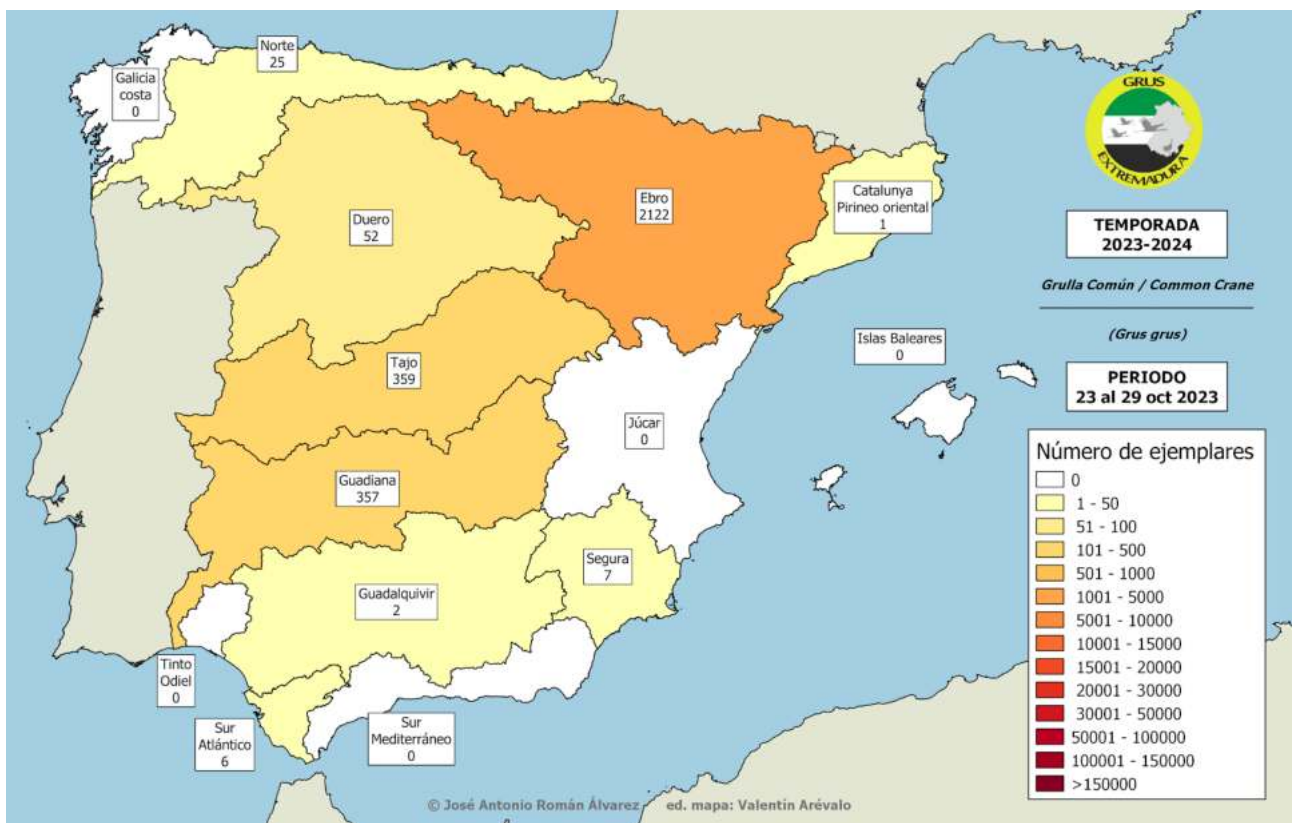 Norte
25
Galicia
costa
0
Duero
52
Ebro
2122
Catalunya
Pirineo oriental
1
Tajo
359
Júcar
0
Islas Baleares
0
Guadiana
357
Segura
7
Guadalquivir
2
Tinto
Odiel
0
Sur
Atlántico
6
Sur
Mediterráneo
0
GRUS
EXTREMADURA
TEMPORADA
2023-2024
Grulla Común / Common Crane
(Grus grus)
PERIODO
23 al 29 oct 2023
Número de ejemplares
0
1 - 50
51 - 100
101 - 500
501 - 1000
1001 - 5000
5001 - 10000
10001 - 15000
15001 - 20000
20001 - 30000
30001 - 50000
50001 - 100000
100001 - 150000
>150000
© José Antonio Román Álvarez ed. mapa: Valentín Arévalo